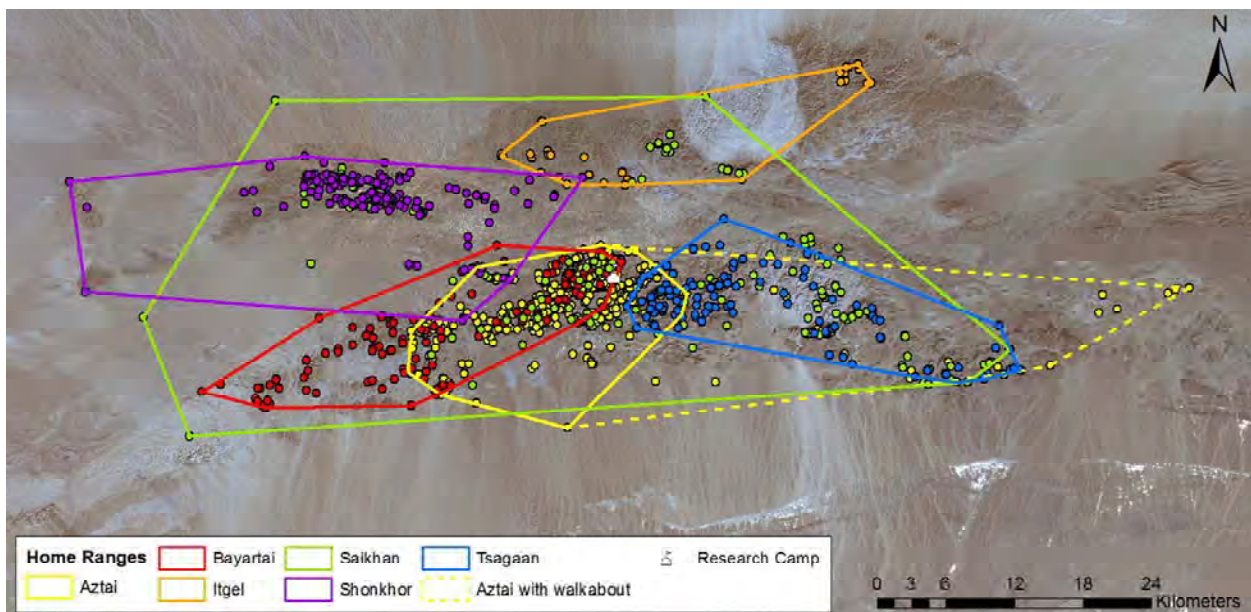 N
Home Ranges Bayartai Saikhan Tsagaan Research Camp
Aztai Itgel Shonkhor Aztai with walkabout
0 3 6 12 18 24
Kilometers